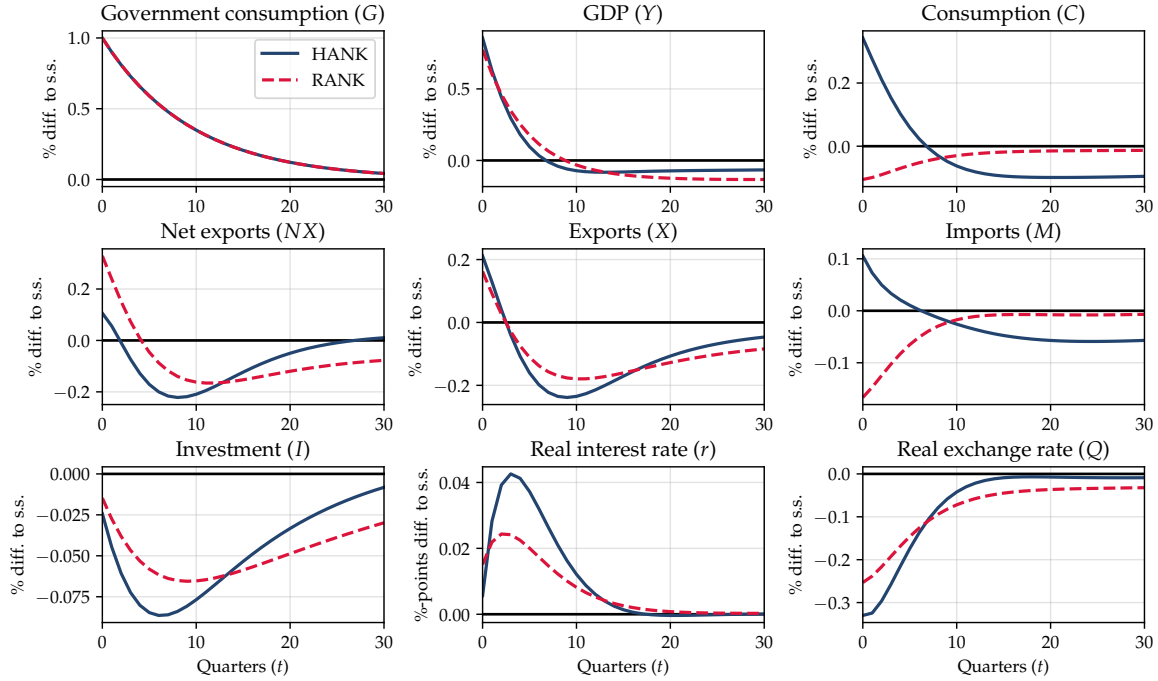 Government consumption (G)
% diff. to s.s.
1.0
0.5
0.0
0
10
20
30
HANK
RANK
GDP (Y)
% diff. to s.s.
0.5
0.0
0
10
20
30
Consumption (C)
% diff. to s.s.
0.2
0.0
0
10
20
30
Net exports (NX)
% diff. to s.s.
0.2
0.0
−0.2
0
10
20
30
Exports (X)
% diff. to s.s.
0.2
0.0
−0.2
0
10
20
30
Imports (M)
% diff. to s.s.
0.1
0.0
−0.1
0
10
20
30
Investment (I)
% diff. to s.s.
0.000
−0.025
−0.050
−0.075
0
10
20
30
Quarters (t)
Real interest rate (r)
%-points diff. to s.s.
0.04
0.02
0.00
0
10
20
30
Quarters (t)
Real exchange rate (Q)
% diff. to s.s.
0.0
−0.1
−0.2
−0.3
0
10
20
30
Quarters (t)